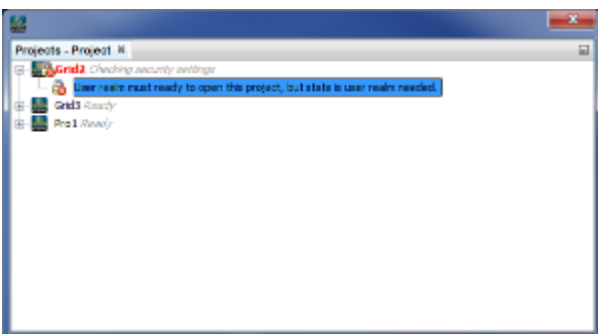 Projects - Project
Grid2 Checking security settings
User realm must ready to open this project, but state is user realm needed.
Grid3 Ready
Pro1 Ready